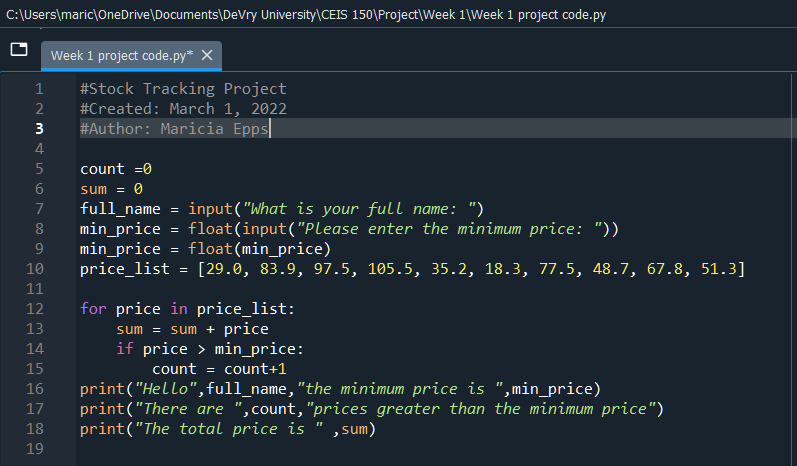 C:\Users\maric\OneDrive\Documents\DeVry University\CEIS 150\Project\Week 1\Week 1 project code.py
Week 1 project code.py*
1 #Stock Tracking Project
2 #Created: March 1, 2022
3 #Author: Maricia Epps
4
5 count =0
6 sum = 0
7 full_name = input("What is your full name: ")
8 min_price = float(input("Please enter the minimum price: "))
9 min_price = float(min_price)
10 price_list = [29.0, 83.9, 97.5, 105.5, 35.2, 18.3, 77.5, 48.7, 67.8, 51.3]
11
12 for price in price_list:
13     sum = sum + price
14     if price > min_price:
15         count = count+1
16 print("Hello",full_name,"the minimum price is ",min_price)
17 print("There are ",count,"prices greater than the minimum price")
18 print("The total price is " ,sum)
19